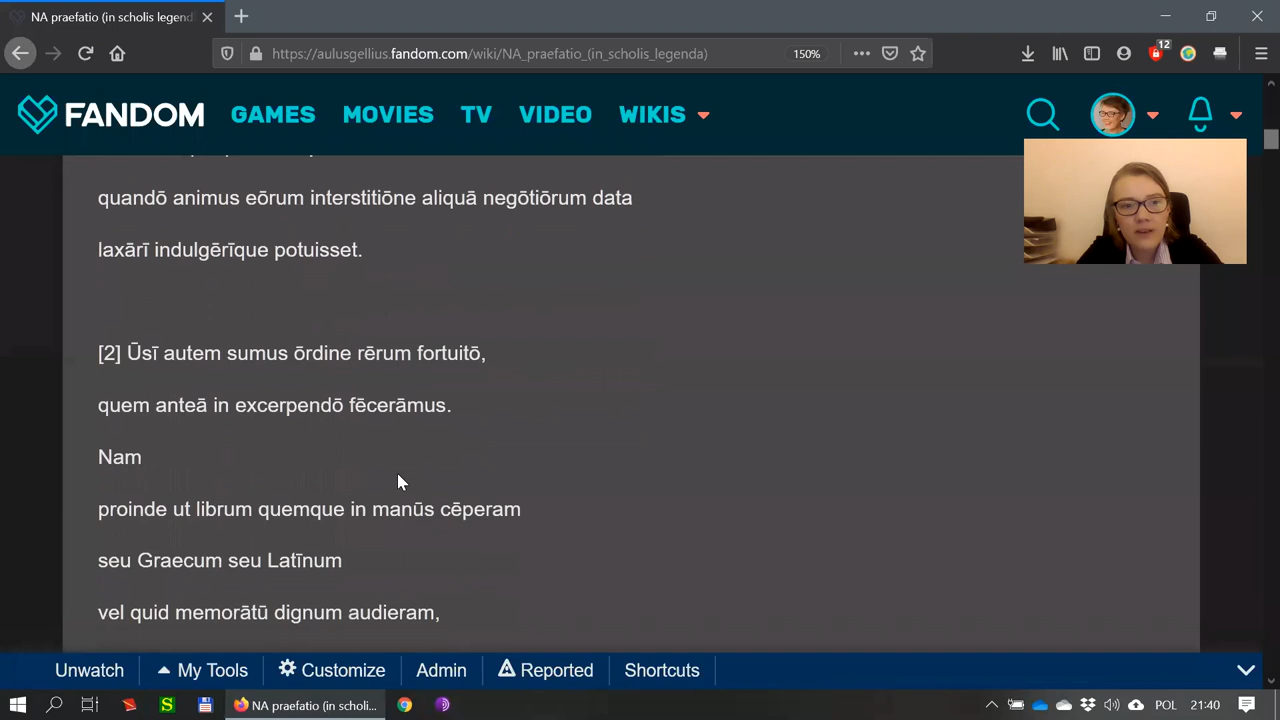 NA praefatio (in scholis legend
https://aulusgellius.fandom.com/wiki/NA_praefatio_(in_scholis_legenda)
150%
12
FANDOM
GAMES
MOVIES
TV
VIDEO
WIKIS
quandō animus eōrum interstitiōne aliquā negōtiōrum data
laxārī indulgērīque potuisset.
[2] Ūsī autem sumus ōrdine rērum fortuitō,
quem anteā in excerpendō fēcerāmus.
Nam
proinde ut librum quemque in manūs cēperam
seu Graecum seu Latīnum
vel quid memorātū dignum audieram,
Unwatch
My Tools
Customize
Admin
Reported
Shortcuts
NA praefatio (in scholi...
POL
21:40